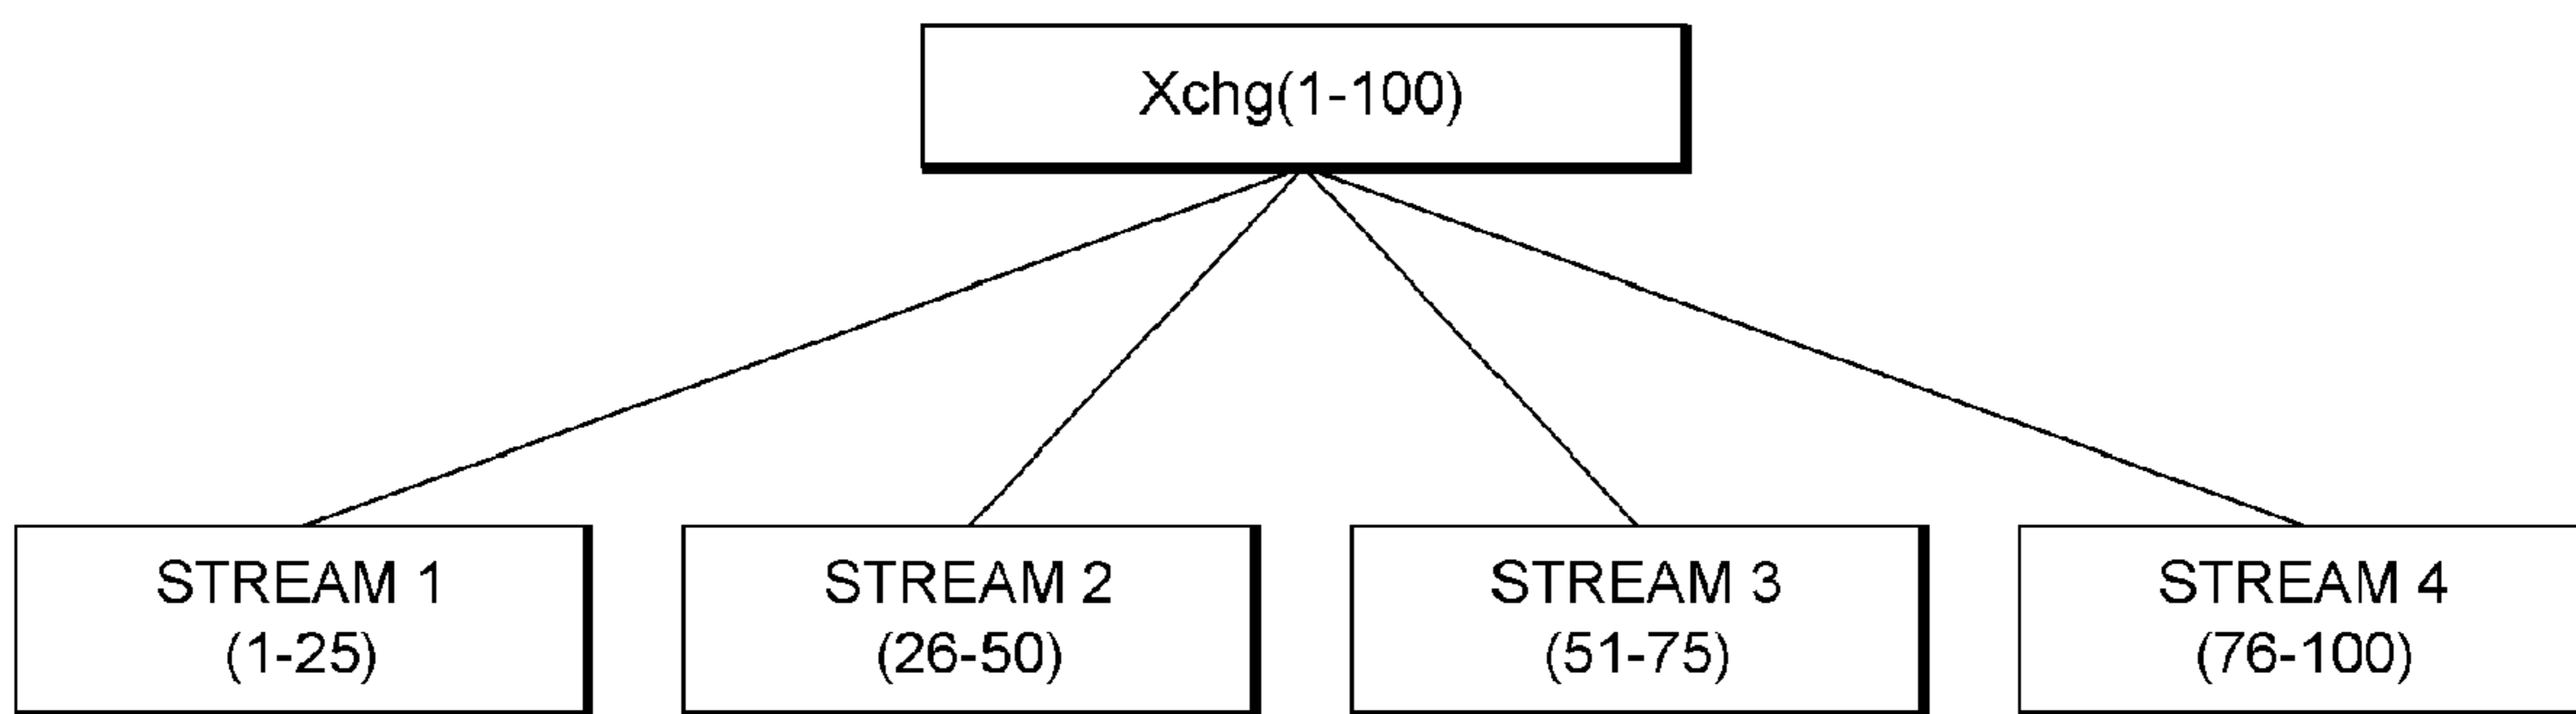 Xchg(1-100)
STREAM 1
(1-25)
STREAM 2
(26-50)
STREAM 3
(51-75)
STREAM 4
(76-100)